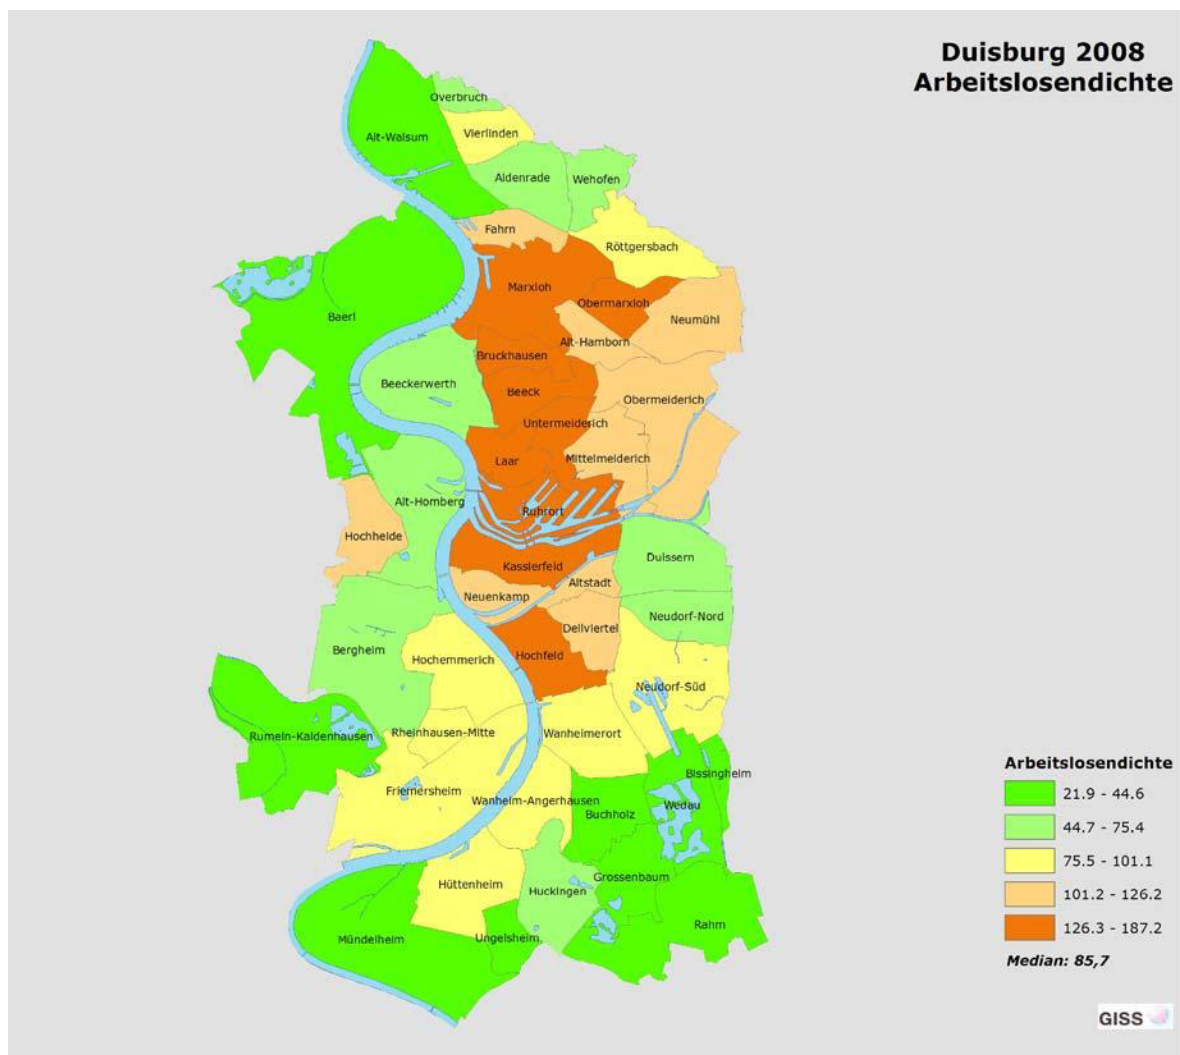 Duisburg 2008
Arbeitslosendichte
Overbruch
Vierlinden
Alt-Walsum
Aldenrade
Wehofen
Fahrn
Röttgersbach
Marxloh
Obermarxloh
Neumühl
Baerl
Alt-Hamborn
Bruckhausen
Beeckerwerth
Beeck
Obermeiderich
Untermeiderich
Laar
Mittelmeiderich
Alt-Homberg
Ruhrort
Hochheide
Duissern
Kasslerfeld
Altstadt
Neuenkamp
Neudorf-Nord
Dellviertel
Bergheim
Hochemmerich
Hochfeld
Neudorf-Süd
Rumeln-Kaldenhausen
Rheinhausen-Mitte
Wanheimerort
Bissingheim
Friemersheim
Wanheim-Angerhausen
Wedau
Buchholz
Grossenbaum
Hüttenheim
Huckingen
Rahm
Mündelheim
Ungelsheim
Arbeitslosendichte
21.9 - 44.6
44.7 - 75.4
75.5 - 101.1
101.2 - 126.2
126.3 - 187.2
Median: 85,7
GISS